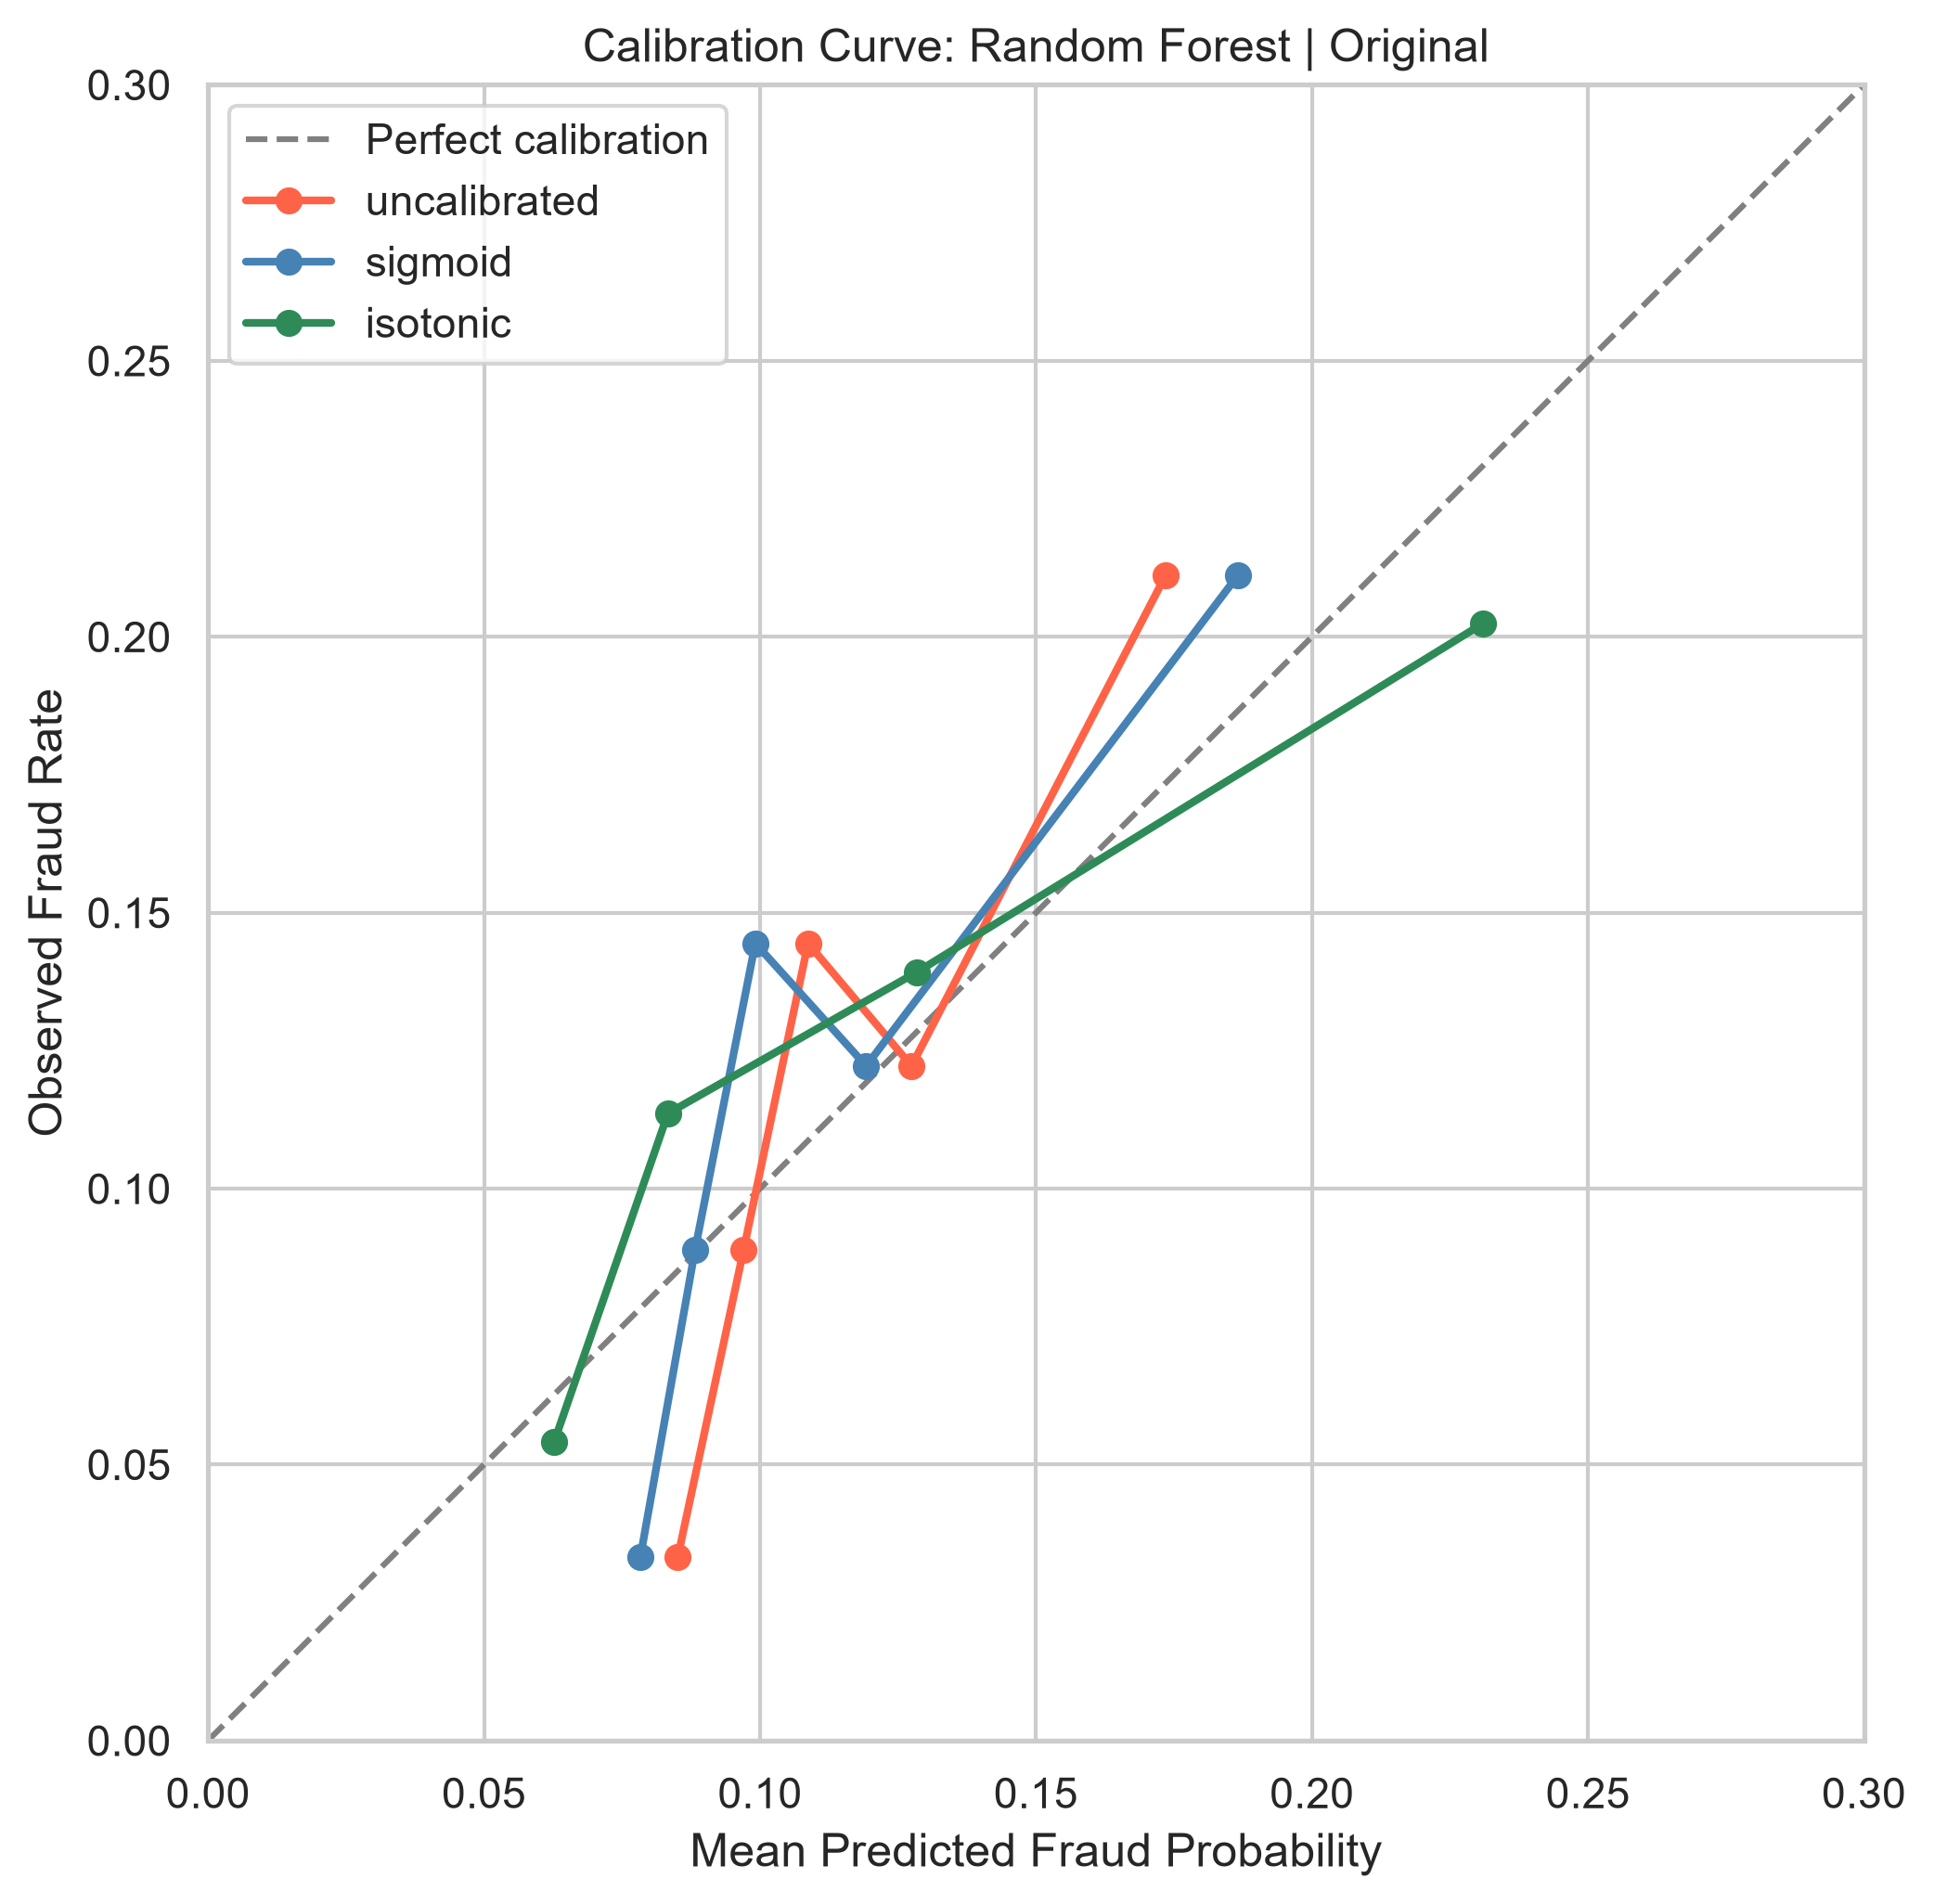 Calibration Curve: Random Forest | Original
0.30
0.25
0.20
0.15
0.10
0.05
0.00
Observed Fraud Rate
Perfect calibration
uncalibrated
sigmoid
isotonic
0.00 0.05 0.10 0.15 0.20 0.25 0.30
Mean Predicted Fraud Probability